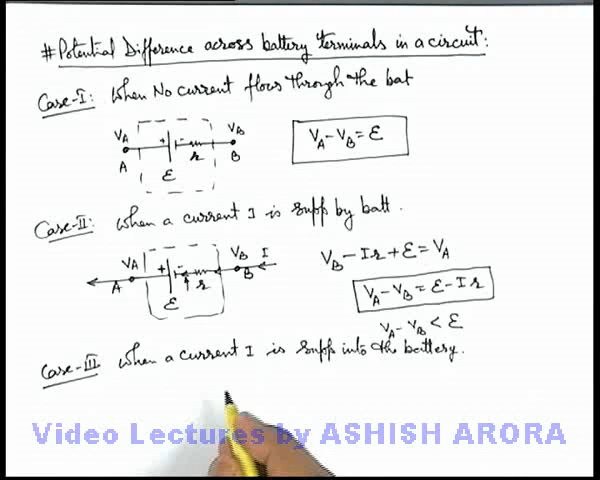 # Potential Difference across battery terminals in a circuit:
Case-I: When No current flows through the bat
VA VB
+ -
A r B
ε
VA - VB = ε
Case-II: When a current I is supp by batt.
VA VB I
+ -
A r B
ε
VB - Ir + ε = VA
VA - VB = ε - Ir
VA - VB < ε
Case-III When a current I is supp into the battery.
Video Lectures by ASHISH ARORA